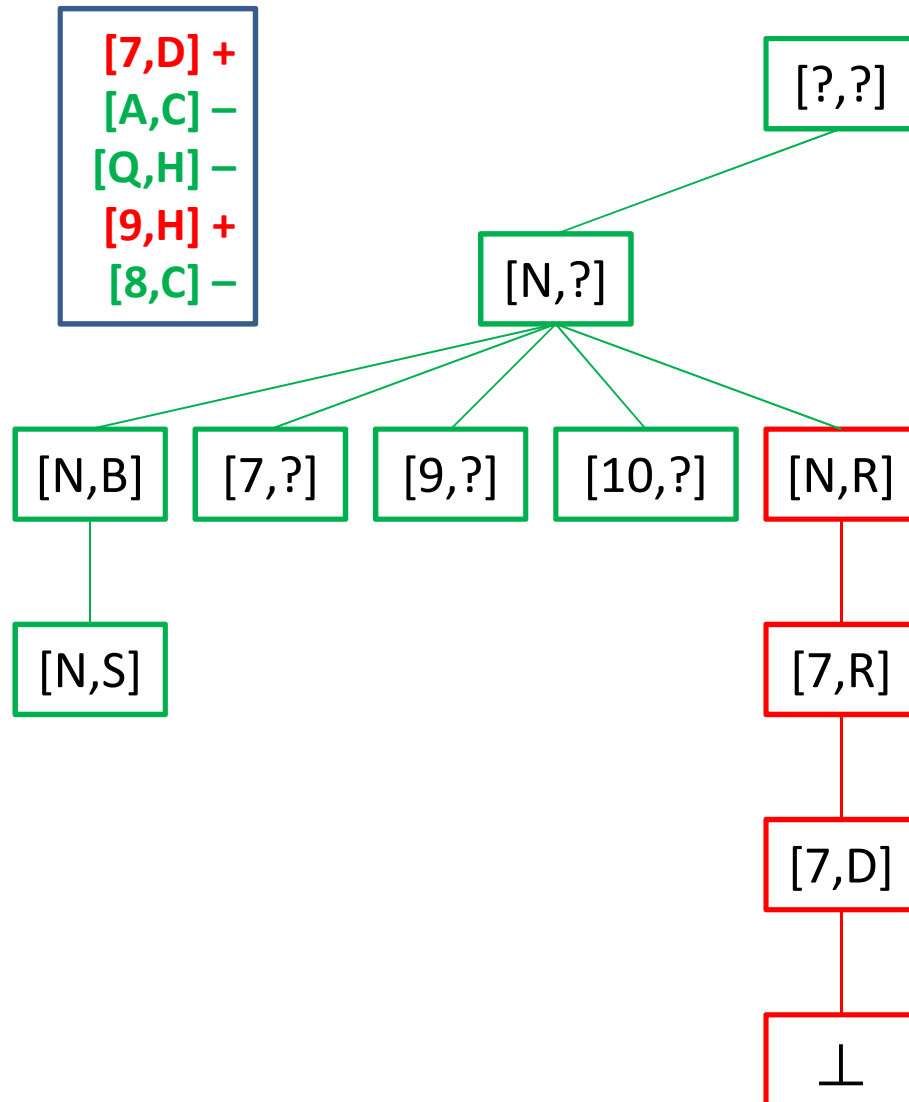 [7,D] +
[A,C] –
[Q,H] –
[9,H] +
[8,C] –
[?,?]
[N,?]
[N,B] [7,?] [9,?] [10,?] [N,R]
[N,S] [7,R]
[7,D]
⊥